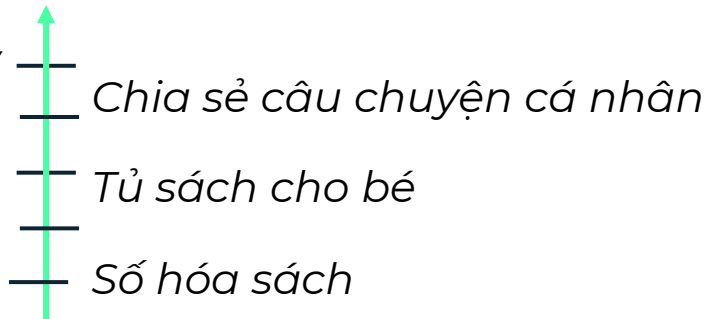 Chia sẻ câu chuyện cá nhân
Tủ sách cho bé
Số hóa sách